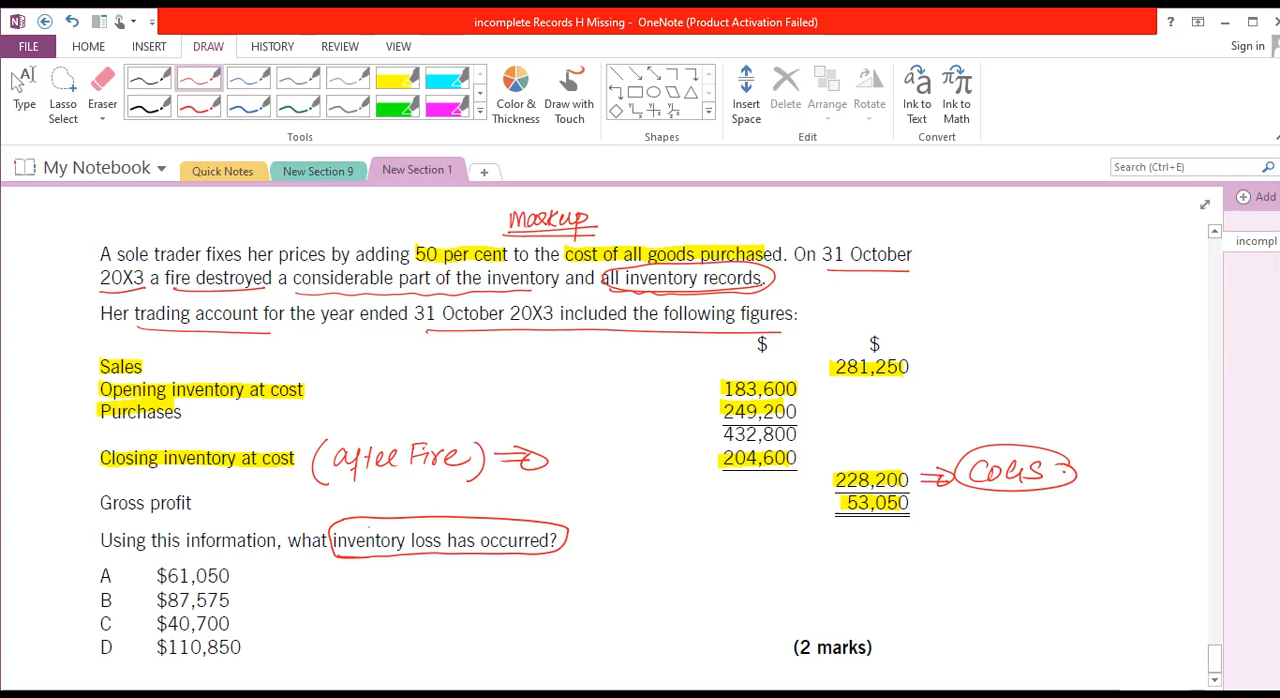 incomplete Records H Missing - OneNote (Product Activation Failed)
FILE HOME INSERT DRAW HISTORY REVIEW VIEW Sign in
Type Lasso Select Eraser Color & Thickness Draw with Touch Insert Space Delete Arrange Rotate Ink to Text Ink to Math
Tools Shapes Edit Convert
My Notebook Quick Notes New Section 9 New Section 1 Search (Ctrl+E)
Add
incompl
Markup
A sole trader fixes her prices by adding 50 per cent to the cost of all goods purchased. On 31 October
20X3 a fire destroyed a considerable part of the inventory and all inventory records.
Her trading account for the year ended 31 October 20X3 included the following figures:
$ $
Sales 281,250
Opening inventory at cost 183,600
Purchases 249,200
432,800
Closing inventory at cost (after Fire) 204,600
228,200 COGS
Gross profit 53,050
Using this information, what inventory loss has occurred?
A $61,050
B $87,575
C $40,700
D $110,850 (2 marks)